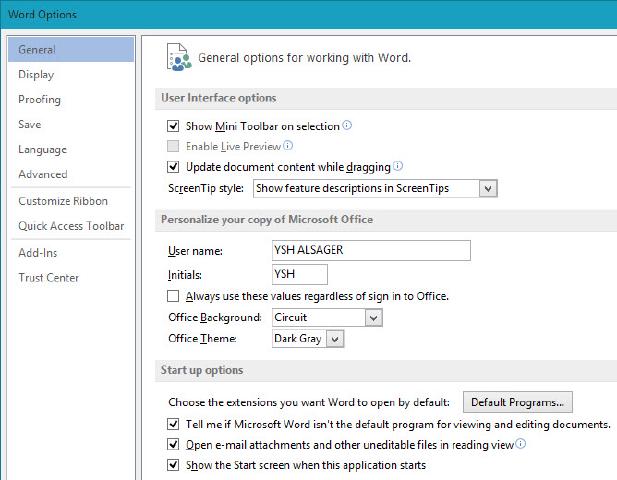 Word Options
General
Display
Proofing
Save
Language
Advanced
Customize Ribbon
Quick Access Toolbar
Add-Ins
Trust Center
General options for working with Word.
User Interface options
Show Mini Toolbar on selection
Enable Live Preview
Update document content while dragging
ScreenTip style: Show feature descriptions in ScreenTips
Personalize your copy of Microsoft Office
User name: YSH ALSAGER
Initials: YSH
Always use these values regardless of sign in to Office.
Office Background: Circuit
Office Theme: Dark Gray
Start up options
Choose the extensions you want Word to open by default: Default Programs...
Tell me if Microsoft Word isn't the default program for viewing and editing documents.
Open e-mail attachments and other uneditable files in reading view
Show the Start screen when this application starts